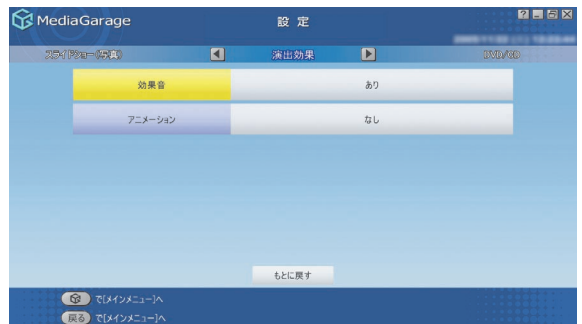 MediaGarage
設定
スライドショー(写真)
演出効果
DVD/CD
効果音
あり
アニメーション
なし
もとに戻す
で[メインメニュー]へ
戻る で[メインメニュー]へ